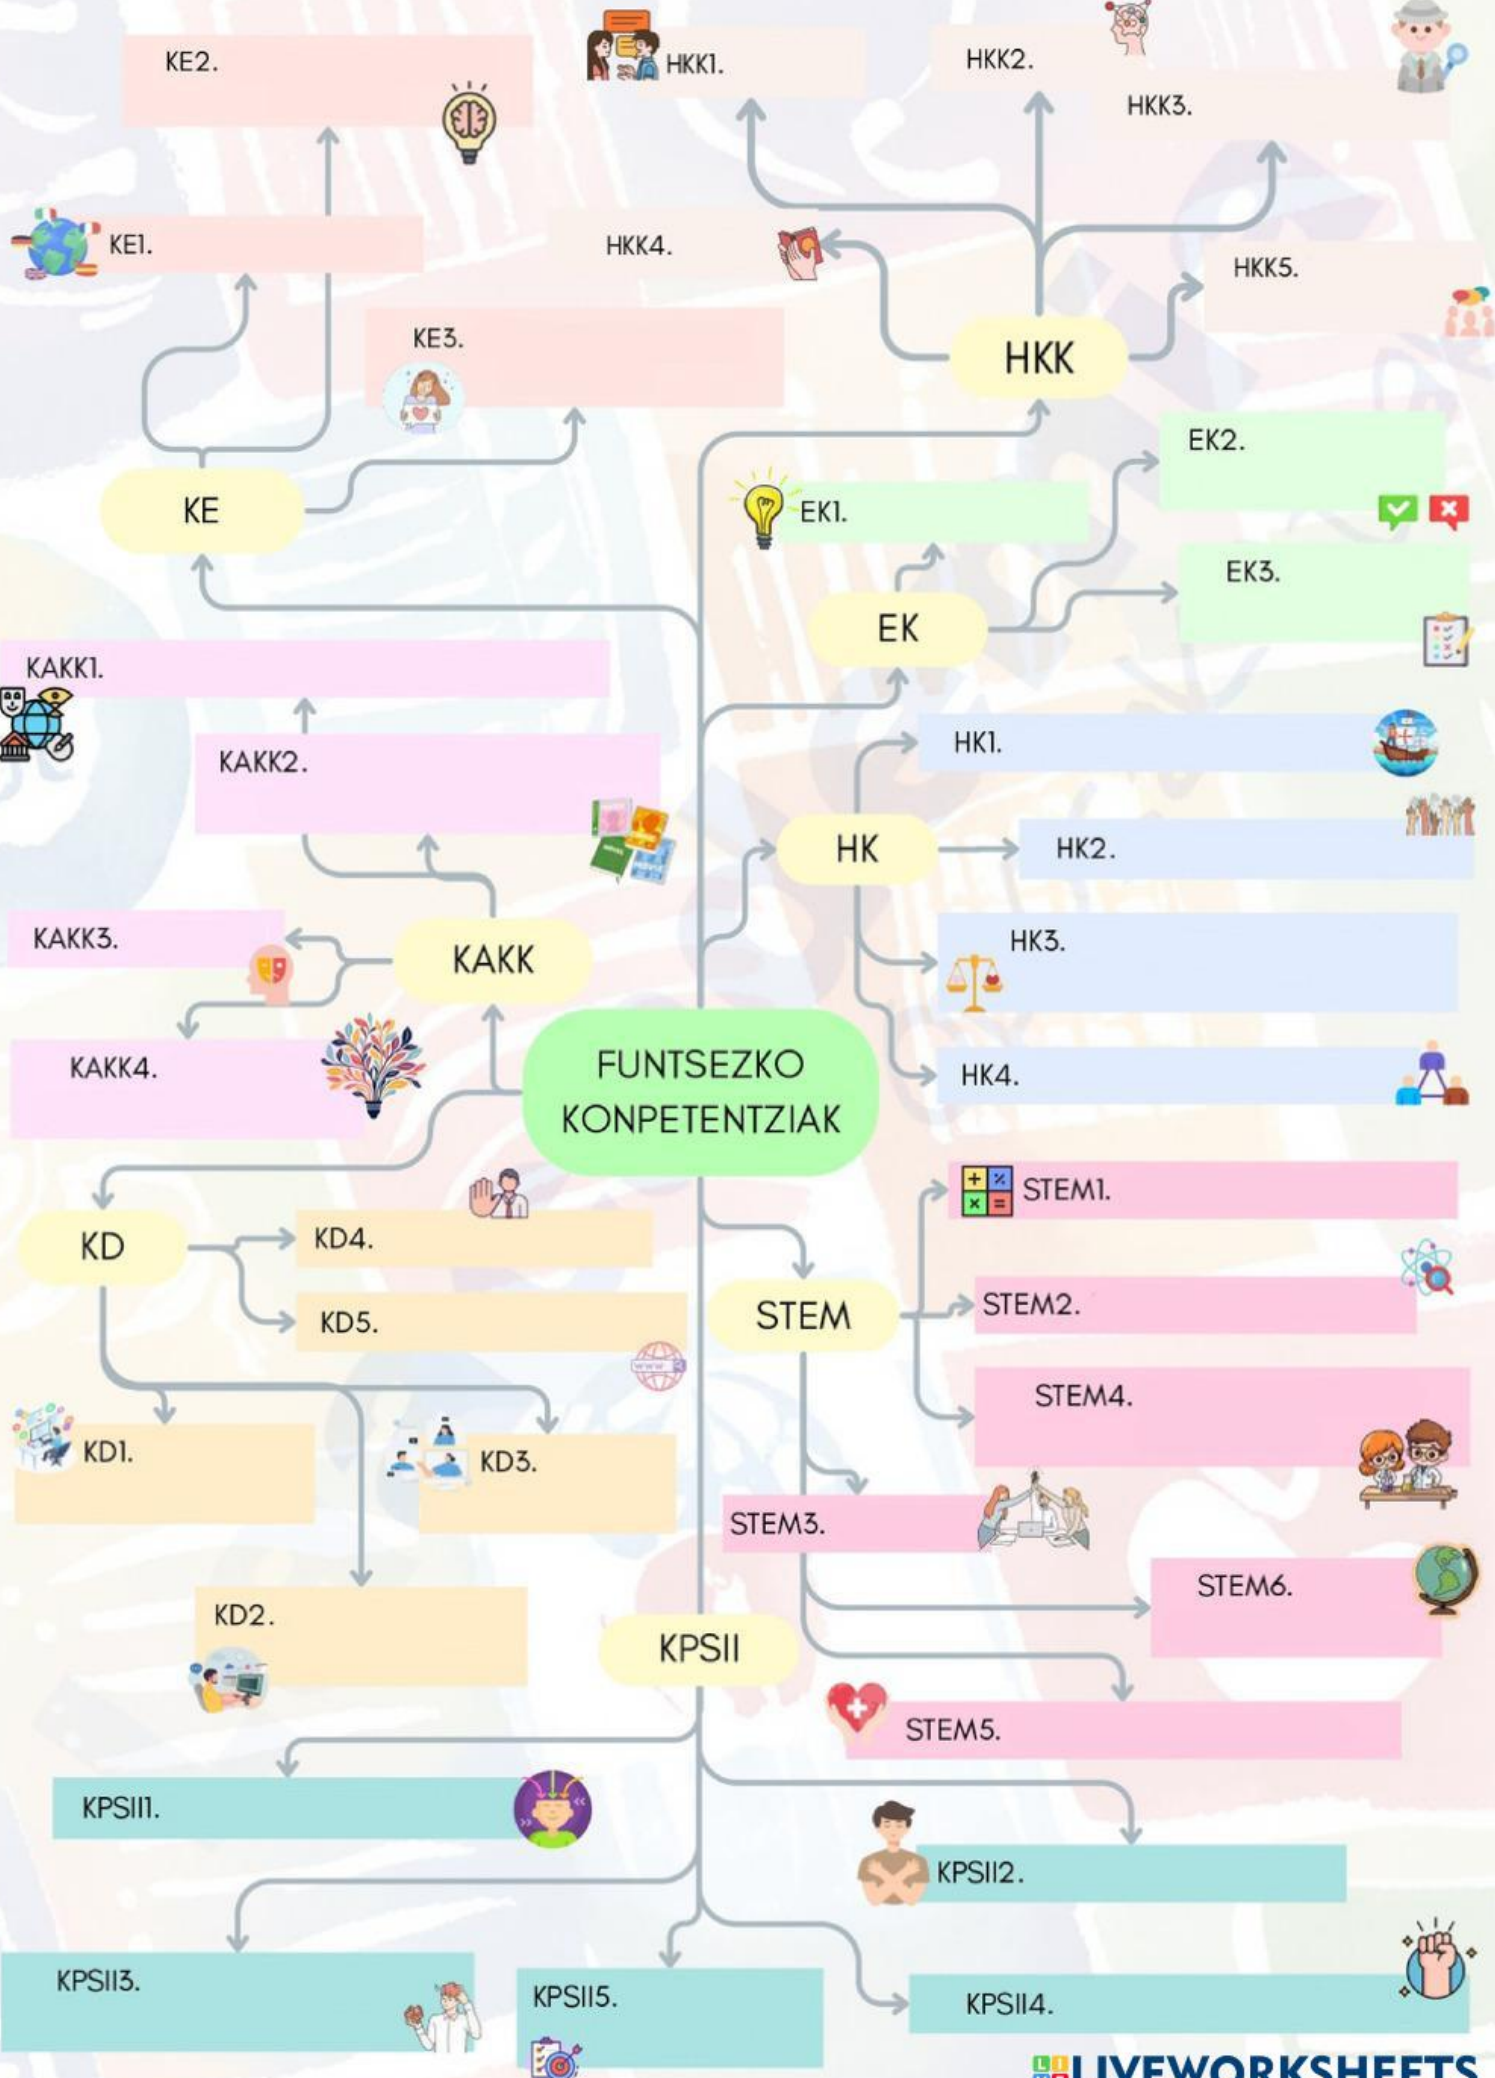 KE2.
HKK1.
HKK2.
HKK3.
KE1.
HKK4.
HKK5.
KE3.
HKK
KE
EK1.
EK2.
EK3.
EK
KAKK1.
KAKK2.
HK1.
HK
HK2.
KAKK3.
KAKK
HK3.
KAKK4.
FUNTSEZKO
KONPETENTZIAK
HK4.
STEM1.
KD
KD4.
KD5.
STEM
STEM2.
WWW
STEM4.
KD1.
KD3.
STEM3.
KD2.
KPSII
STEM6.
STEM5.
KPSII1.
KPSII2.
KPSII3.
KPSII5.
KPSII4.
LIVEWORKSHEETS